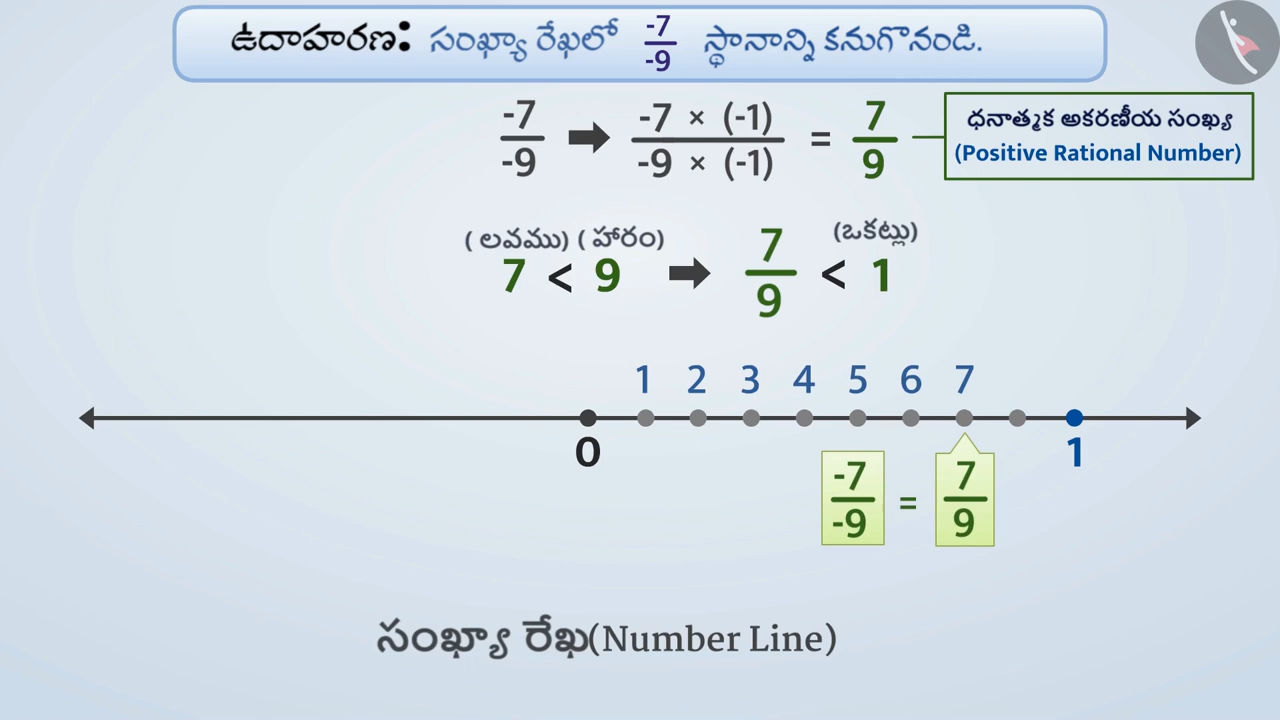 ఉదాహరణ: సంఖ్యా రేఖలో -7/-9 స్థానాన్ని కనుగొనండి.
-7/-9 ➡ -7 × (-1)/-9 × (-1) = 7/9
ధనాత్మక అకరణీయ సంఖ్య
(Positive Rational Number)
( లవము) ( హారం) (ఒకట్లు)
7 < 9 ➡ 7/9 < 1
1 2 3 4 5 6 7
0 1
-7/-9 = 7/9
సంఖ్యా రేఖ(Number Line)